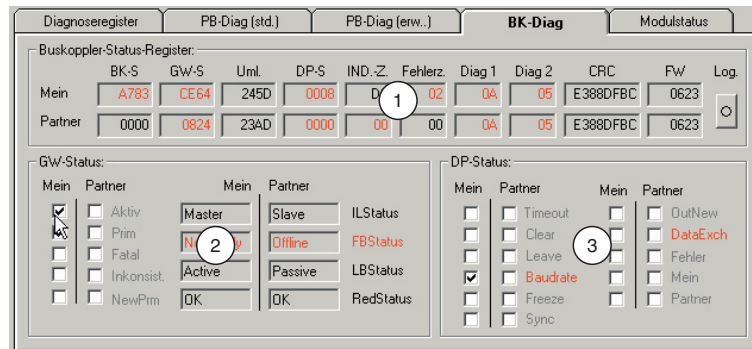 Diagnoseregister PB-Diag (std.) PB-Diag (erw..) BK-Diag Modulstatus
Buskoppler-Status-Register:
BK-S GW-S Uml. DP-S IND.-Z. Fehlerz. Diag 1 Diag 2 CRC FW Log.
Mein A783 CE64 245D 0008 1 02 0A 05 E388DFBC 0623
Partner 0000 0824 23AD 0000 00 00 0A 05 E388DFBC 0623
GW-Status:
Mein Partner Mein Partner
Aktiv Master Slave ILStatus
Prim 2 Offline FBStatus
Fatal
Inkonsist. Active Passive LBStatus
NewPrm OK OK RedStatus
DP-Status:
Mein Partner Mein Partner
Timeout OutNew
Clear 3 DataExch
Leave Fehler
Baudrate Mein
Freeze Partner
Sync